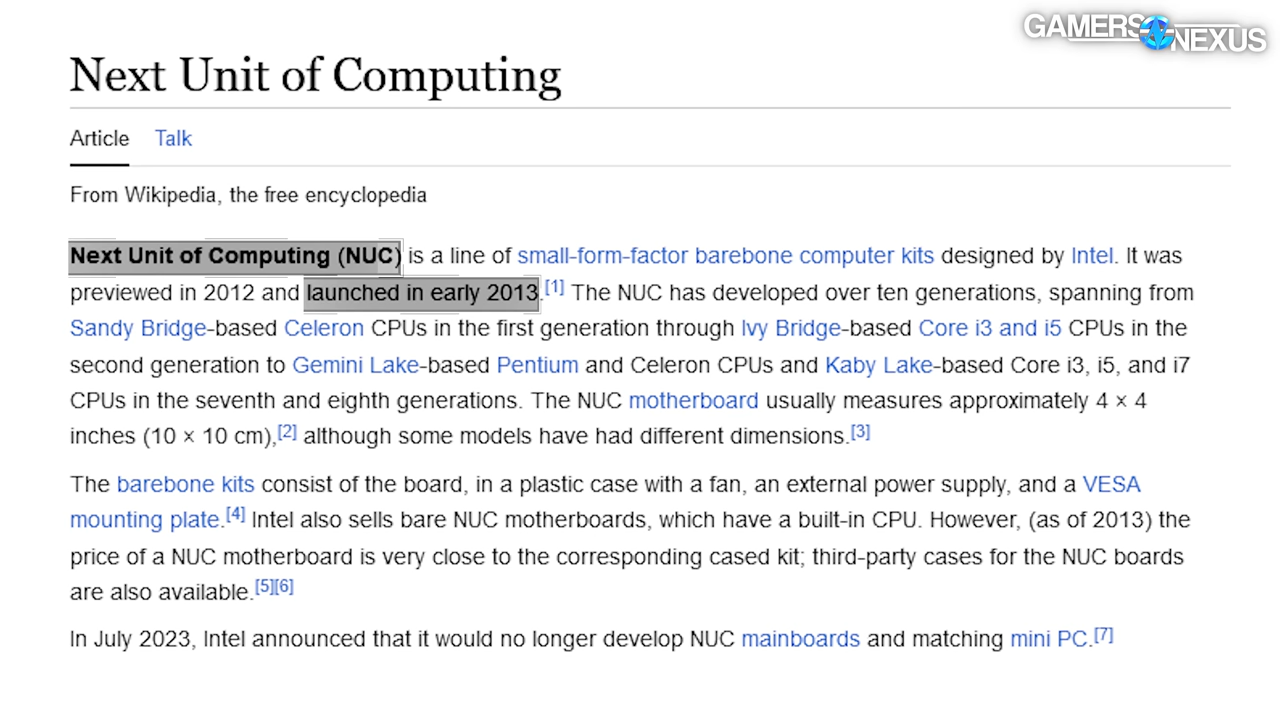 GAMERS NEXUS
Next Unit of Computing
Article Talk
From Wikipedia, the free encyclopedia
Next Unit of Computing (NUC) is a line of small-form-factor barebone computer kits designed by Intel. It was
previewed in 2012 and launched in early 2013.[1] The NUC has developed over ten generations, spanning from
Sandy Bridge-based Celeron CPUs in the first generation through Ivy Bridge-based Core i3 and i5 CPUs in the
second generation to Gemini Lake-based Pentium and Celeron CPUs and Kaby Lake-based Core i3, i5, and i7
CPUs in the seventh and eighth generations. The NUC motherboard usually measures approximately 4 × 4
inches (10 × 10 cm),[2] although some models have had different dimensions.[3]
The barebone kits consist of the board, in a plastic case with a fan, an external power supply, and a VESA
mounting plate.[4] Intel also sells bare NUC motherboards, which have a built-in CPU. However, (as of 2013) the
price of a NUC motherboard is very close to the corresponding cased kit; third-party cases for the NUC boards
are also available.[5][6]
In July 2023, Intel announced that it would no longer develop NUC mainboards and matching mini PC.[7]